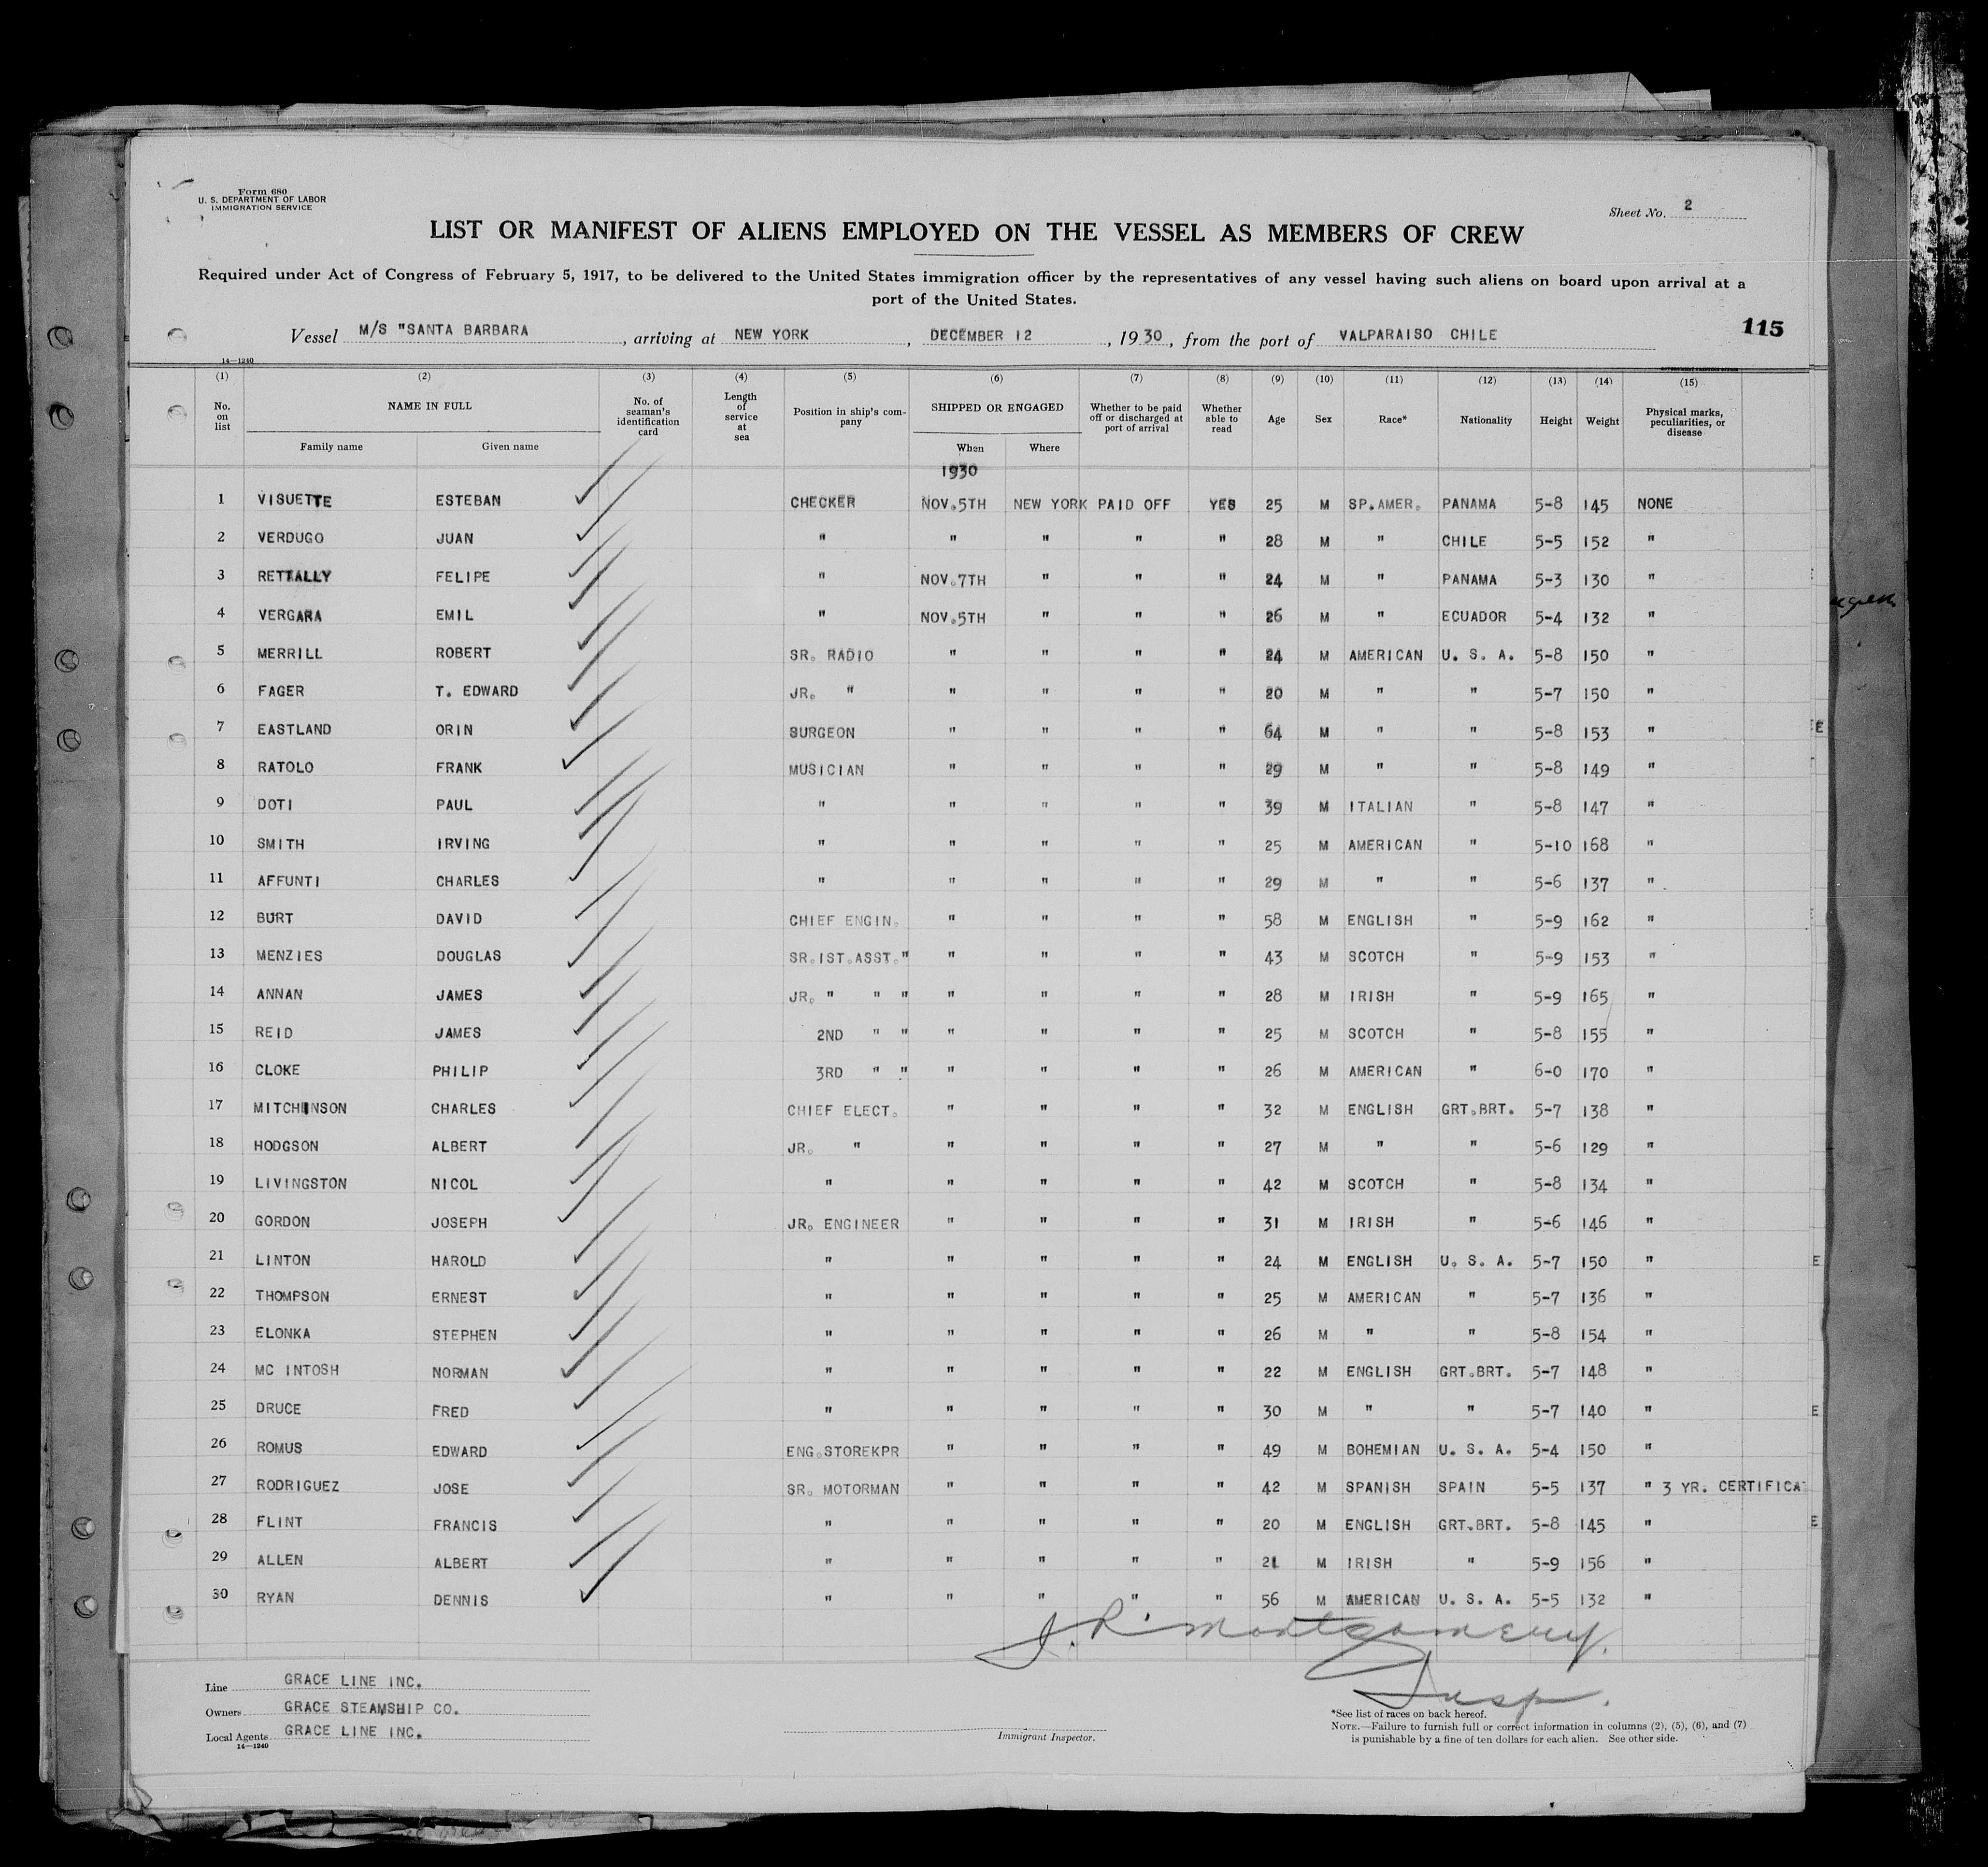 Form 680
U. S. DEPARTMENT OF LABOR
IMMIGRATION SERVICE
Sheet No. 2
LIST OR MANIFEST OF ALIENS EMPLOYED ON THE VESSEL AS MEMBERS OF CREW
Required under Act of Congress of February 5, 1917, to be delivered to the United States immigration officer by the representatives of any vessel having such aliens on board upon arrival at a
port of the United States.
Vessel M/S "SANTA BARBARA, arriving at NEW YORK, DECEMBER 12, 1930, from the port of VALPARAISO CHILE
115
14—1240
(1) (2) (3) (4) (5) (6) (7) (8) (9) (10) (11) (12) (13) (14) (15)
No. on list NAME IN FULL Family name Given name No. of seaman's identification card Length of service at sea Position in ship's company SHIPPED OR ENGAGED When Where Whether to be paid off or discharged at port of arrival Whether able to read Age Sex Race* Nationality Height Weight Physical marks, peculiarities, or disease
1930
1 VISUETTE ESTEBAN CHECKER NOV.5TH NEW YORK PAID OFF YES 25 M SP.AMER. PANAMA 5-8 145 NONE
2 VERDUGO JUAN " " " " " 28 M " CHILE 5-5 152 "
3 RETTALLY FELIPE " NOV.7TH " " " 24 M " PANAMA 5-3 130 "
4 VERGARA EMIL " NOV.5TH " " " 26 M " ECUADOR 5-4 132 "
5 MERRILL ROBERT SR. RADIO " " " " 24 M AMERICAN U. S. A. 5-8 150 "
6 FAGER T. EDWARD JR. " " " " " 20 M " " 5-7 150 "
7 EASTLAND ORIN SURGEON " " " " 64 M " " 5-8 153 "
8 RATOLO FRANK MUSICIAN " " " " 29 M " " 5-8 149 "
9 DOTI PAUL " " " " " 39 M ITALIAN " 5-8 147 "
10 SMITH IRVING " " " " " 25 M AMERICAN " 5-10 168 "
11 AFFUNTI CHARLES " " " " " 29 M " " 5-6 137 "
12 BURT DAVID CHIEF ENGIN. " " " " 58 M ENGLISH " 5-9 162 "
13 MENZIES DOUGLAS SR.IST.ASST." " " " " 43 M SCOTCH " 5-9 153 "
14 ANNAN JAMES JR. " " " " " " " 28 M IRISH " 5-9 165 "
15 REID JAMES 2ND " " " " " " 25 M SCOTCH " 5-8 155 "
16 CLOKE PHILIP 3RD " " " " " " 26 M AMERICAN " 6-0 170 "
17 MITCHINSON CHARLES CHIEF ELECT. " " " " 32 M ENGLISH GRT.BRT. 5-7 138 "
18 HODGSON ALBERT JR. " " " " " 27 M " " 5-6 129 "
19 LIVINGSTON NICOL " " " " " 42 M SCOTCH " 5-8 134 "
20 GORDON JOSEPH JR. ENGINEER " " " " 31 M IRISH " 5-6 146 "
21 LINTON HAROLD " " " " " 24 M ENGLISH U. S. A. 5-7 150 "
22 THOMPSON ERNEST " " " " " 25 M AMERICAN " 5-7 136 "
23 ELONKA STEPHEN " " " " " 26 M " " 5-8 154 "
24 MC INTOSH NORMAN " " " " " 22 M ENGLISH GRT.BRT. 5-7 148 "
25 DRUCE FRED " " " " " 30 M " " 5-7 140 "
26 ROMUS EDWARD ENG.STOREKPR " " " " 49 M BOHEMIAN U. S. A. 5-4 150 "
27 RODRIGUEZ JOSE SR. MOTORMAN " " " " 42 M SPANISH SPAIN 5-5 137 " 3 YR. CERTIFICA
28 FLINT FRANCIS " " " " " 20 M ENGLISH GRT.BRT. 5-8 145 "
29 ALLEN ALBERT " " " " " 21 M IRISH " 5-9 156 "
30 RYAN DENNIS " " " " " 56 M AMERICAN U. S. A. 5-5 132 "
J. R. Montgomery.
Insp.
Line GRACE LINE INC.
Owners GRACE STEAMSHIP CO.
Local Agents GRACE LINE INC.
14—1240
Immigrant Inspector.
*See list of races on back hereof.
NOTE.—Failure to furnish full or correct information in columns (2), (5), (6), and (7)
is punishable by a fine of ten dollars for each alien. See other side.